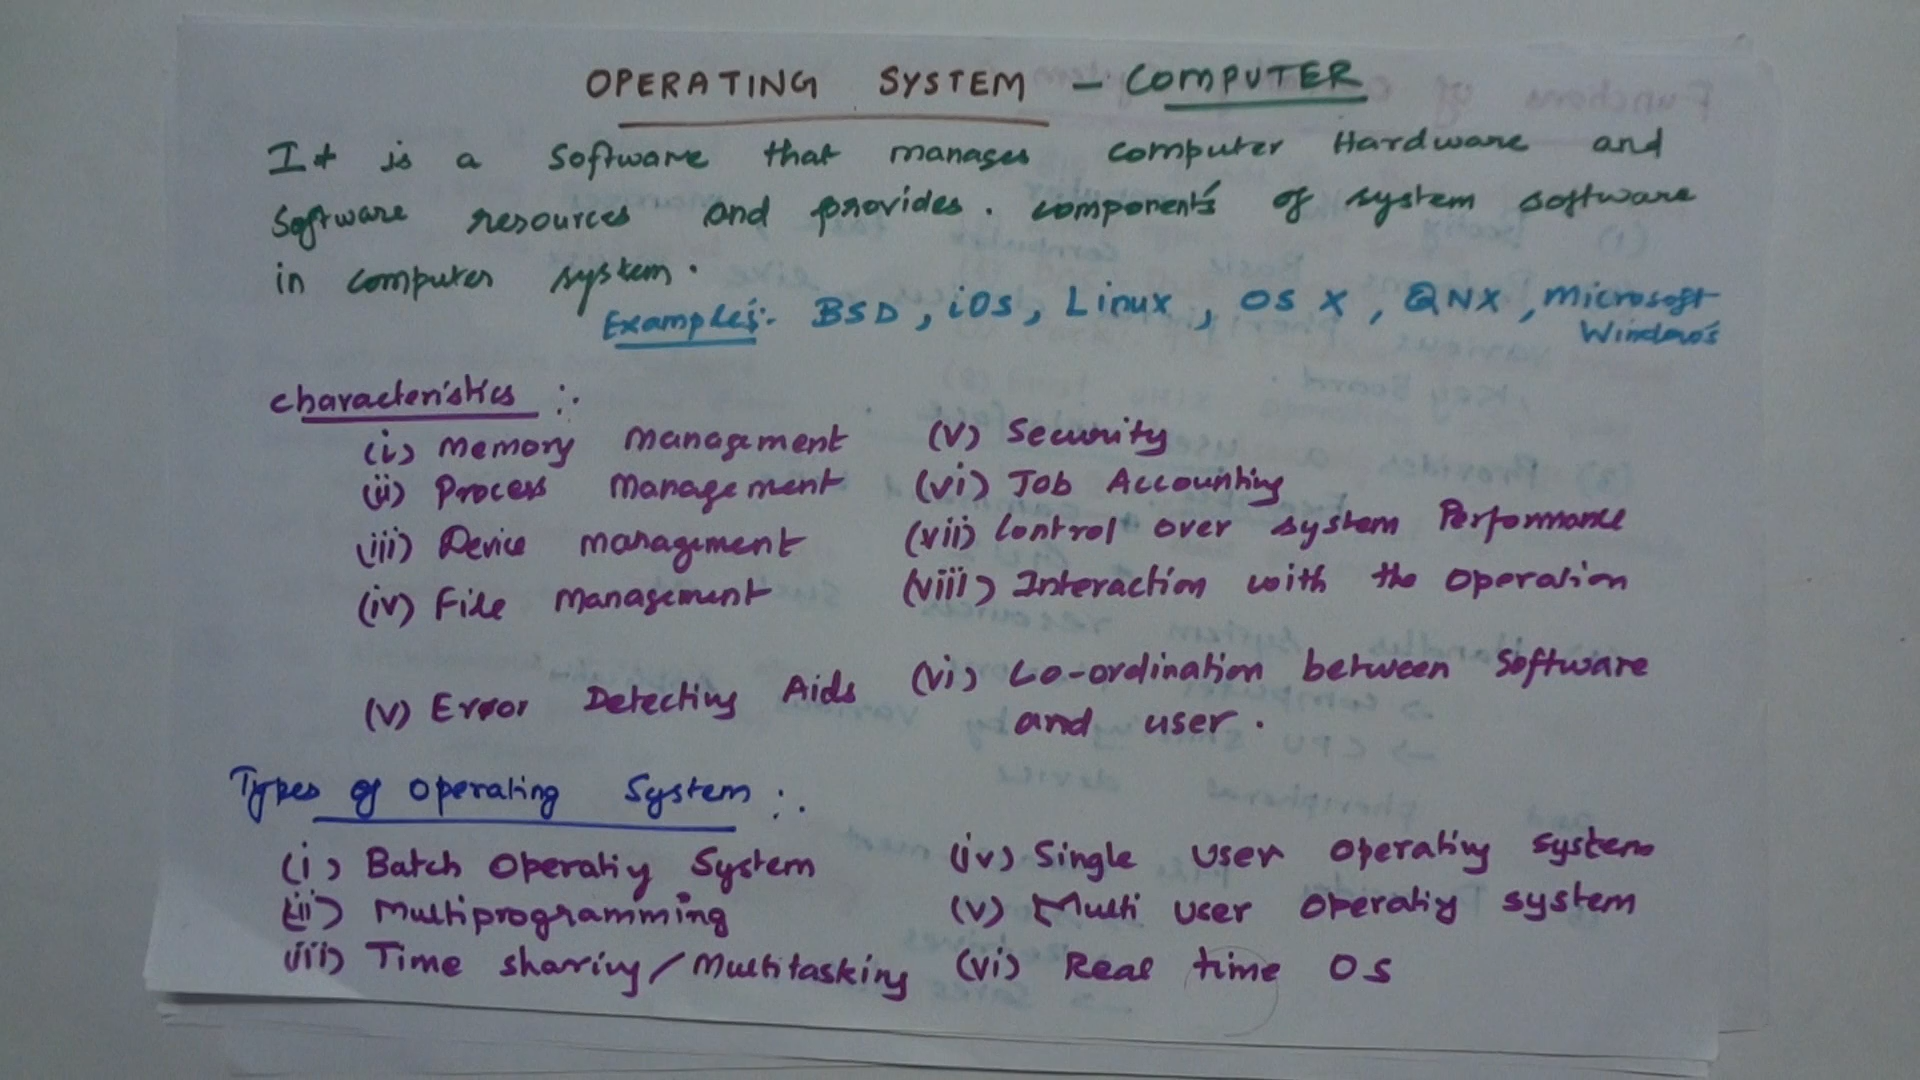 OPERATING SYSTEM - COMPUTER
It is a Software that manages computer Hardware and
Software resources and provides. component's of system software
in computer system.
Examples:- BSD, iOS, Linux, OS X, QNX, Microsoft
Windows's
Characteristics :-
(i) Memory Management
(ii) Process Management
(iii) Device Management
(iv) File Management
(v) Error Detecting Aids
(v) Security
(vi) Job Accounting
(vii) Control over system Performance
(viii) Interaction with the Operation
(vi) Co-ordination between Software
and user.
Types of Operating System :.
(i) Batch Operatiy System
(ii) Multiprogramming
(iii) Time sharing/Multitasking
(iv) Single User Operating System
(v) Multi User Operatiy system
(vi) Real time OS